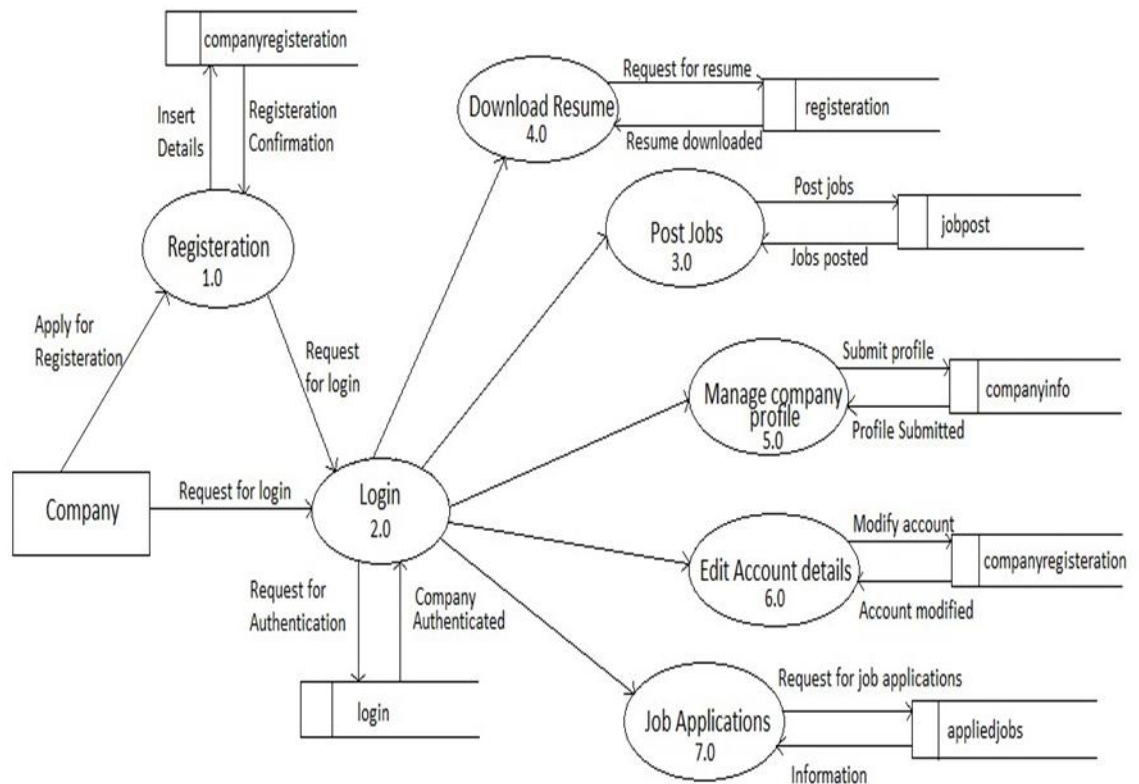 companyregisteration
Insert
Details
Registeration
Confirmation
Registeration
1.0
Apply for
Registeration
Request
for login
Company
Request for login
Login
2.0
Request for
Authentication
Company
Authenticated
login
Download Resume
4.0
Request for resume
Resume downloaded
registeration
Post Jobs
3.0
Post jobs
Jobs posted
jobpost
Manage company
profile
5.0
Submit profile
Profile Submitted
companyinfo
Edit Account details
6.0
Modify account
Account modified
companyregisteration
Job Applications
7.0
Request for job applications
Information
appliedjobs